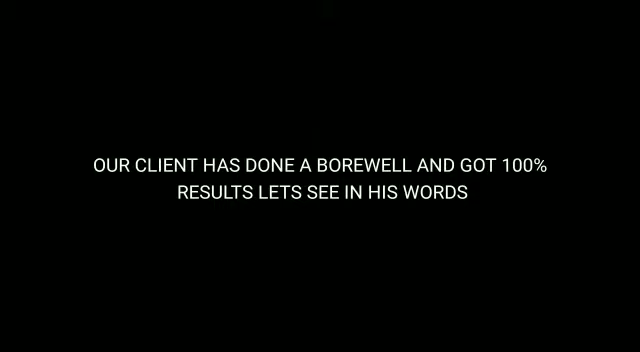 OUR CLIENT HAS DONE A BOREWELL AND GOT 100%
RESULTS LETS SEE IN HIS WORDS